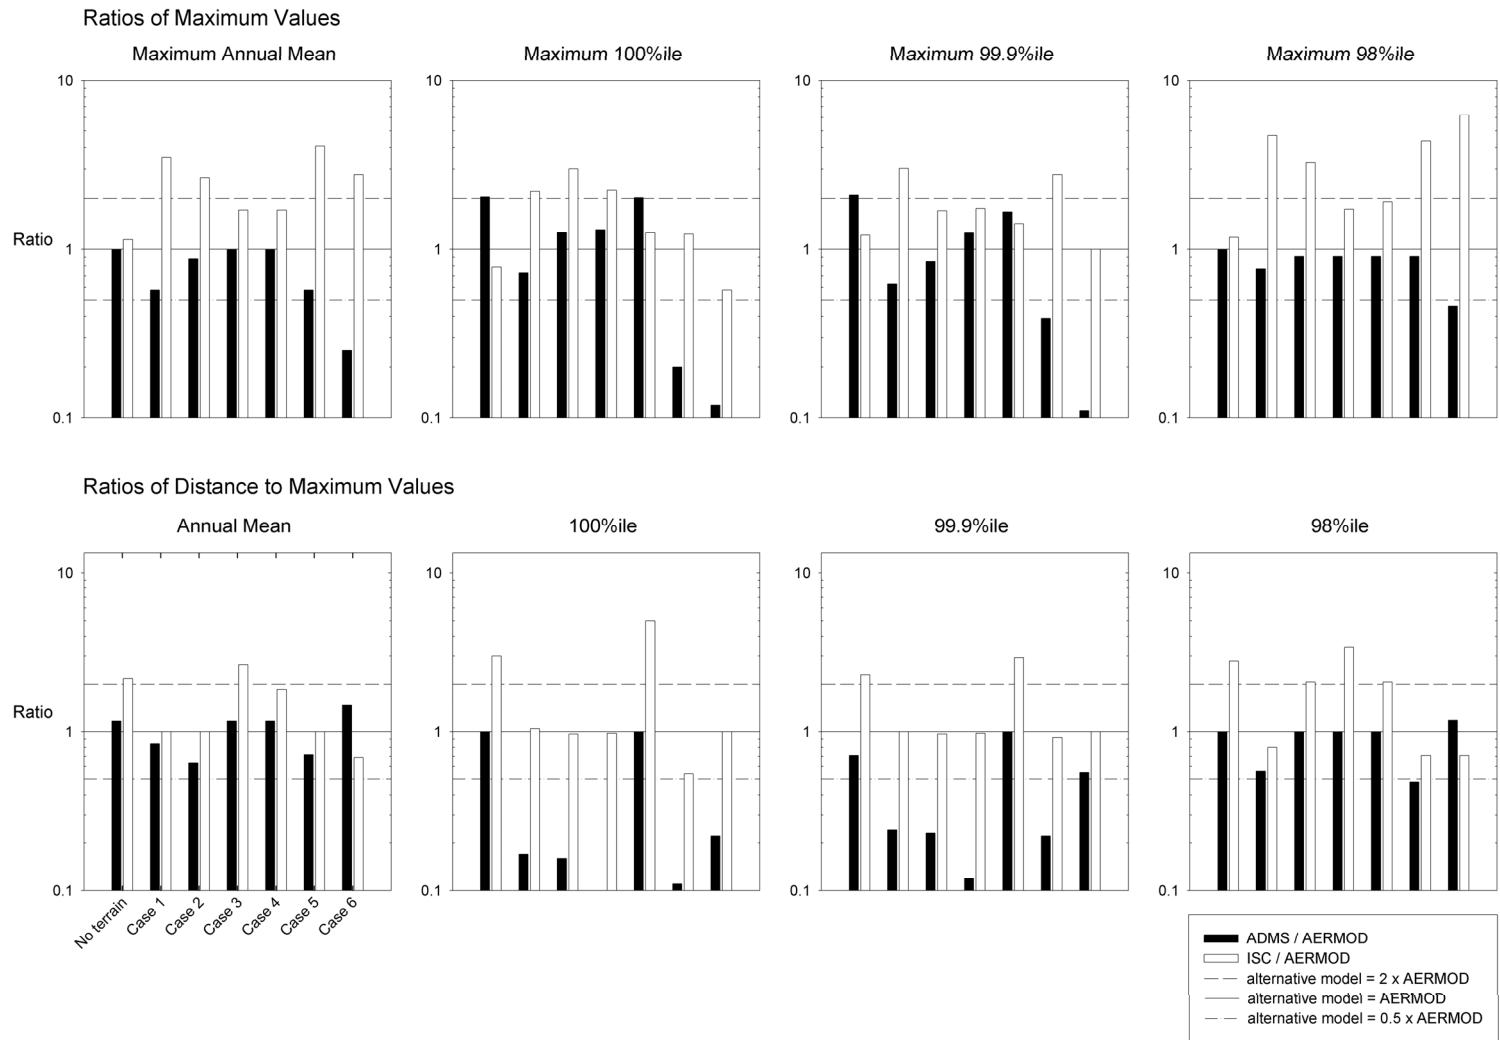 Ratios of Maximum Values
Maximum Annual Mean
Maximum 100%ile
Maximum 99.9%ile
Maximum 98%ile
10
10
10
10
Ratio
1
1
1
1
0.1
0.1
0.1
0.1
Ratios of Distance to Maximum Values
Annual Mean
100%ile
99.9%ile
98%ile
10
10
10
10
Ratio
1
1
1
1
0.1
0.1
0.1
0.1
No terrain
Case 1
Case 2
Case 3
Case 4
Case 5
Case 6
ADMS / AERMOD
ISC / AERMOD
alternative model = 2 x AERMOD
alternative model = AERMOD
alternative model = 0.5 x AERMOD